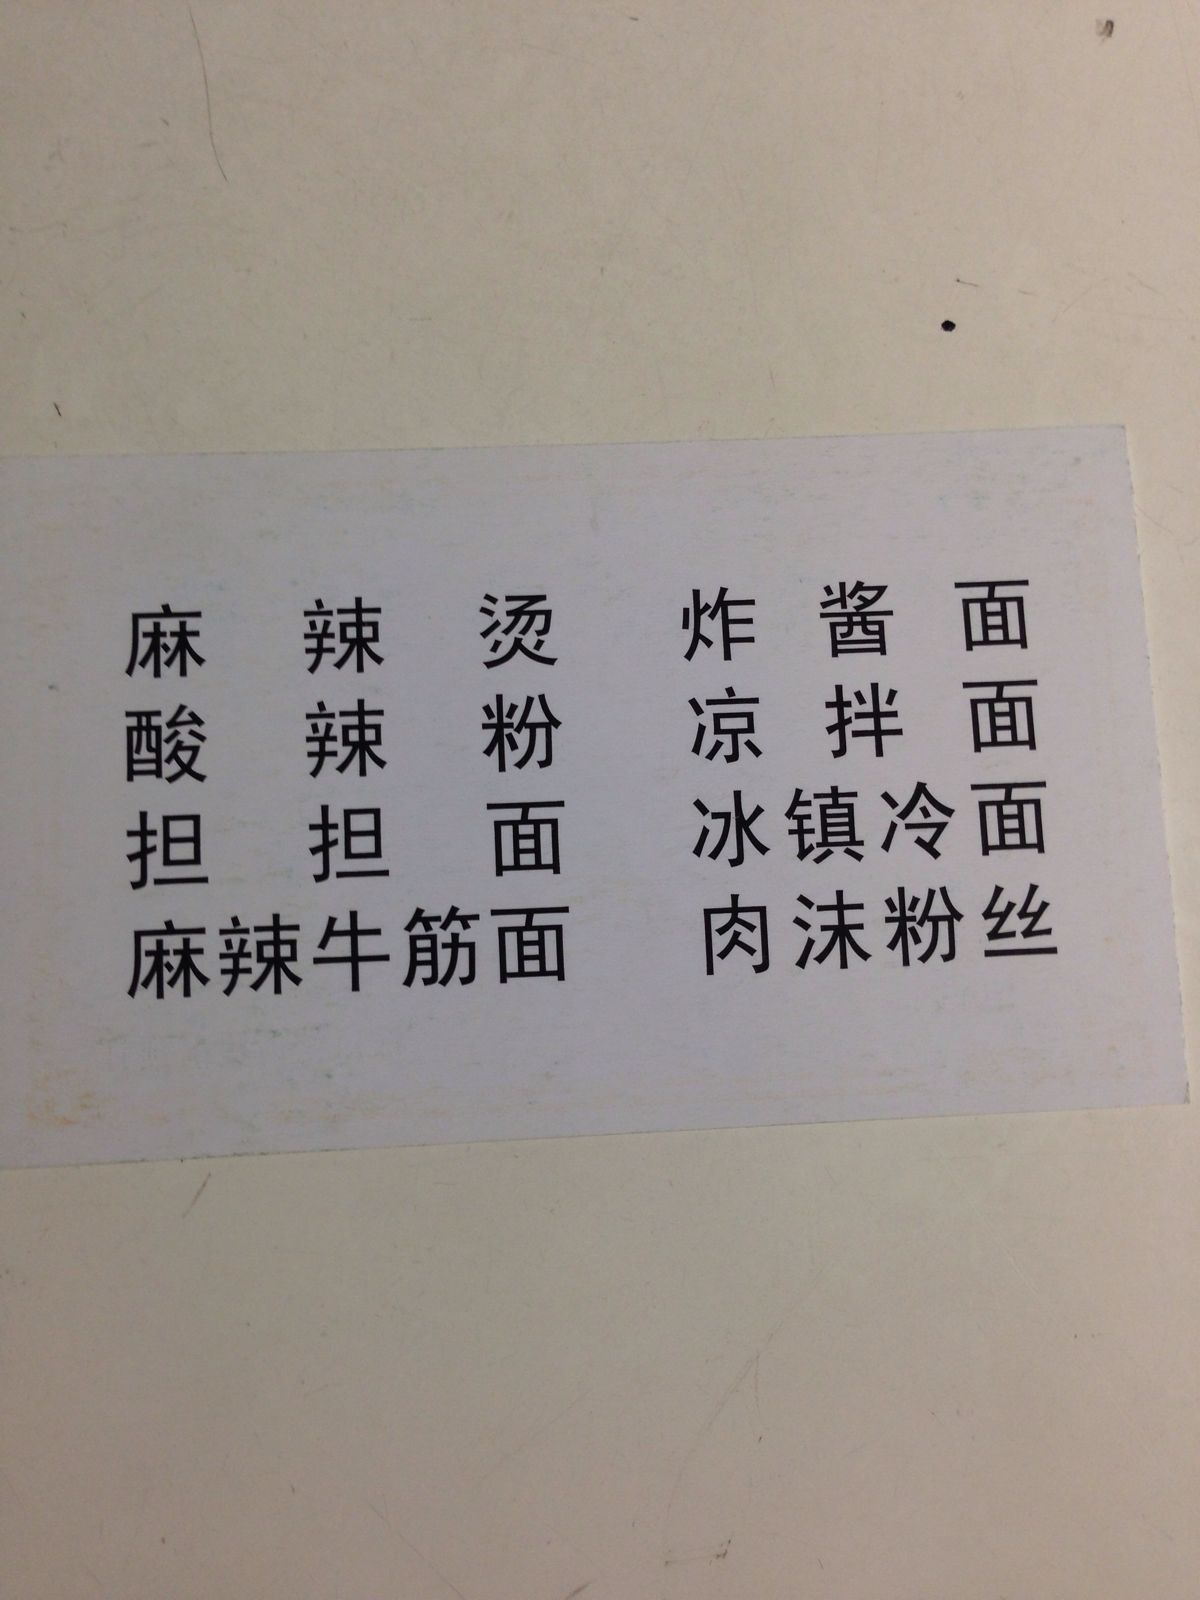 麻辣烫 炸酱面
酸辣粉 凉拌面
担担面 冰镇冷面
麻辣牛筋面 肉沫粉丝